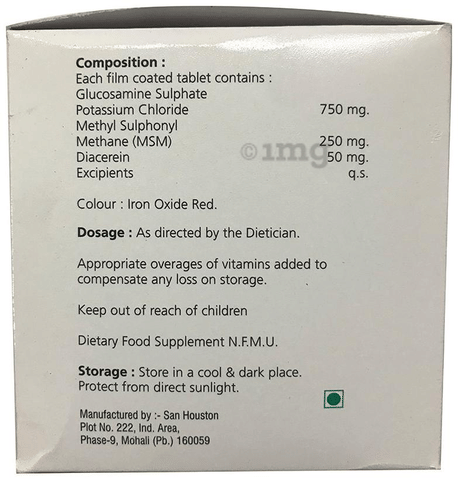 Composition :
Each film coated tablet contains :
Glucosamine Sulphate
Potassium Chloride 750 mg.
Methyl Sulphonyl
Methane (MSM) 250 mg.
©1mg
Diacerein 50 mg.
Excipients q.s.
Colour : Iron Oxide Red.
Dosage : As directed by the Dietician.
Appropriate overages of vitamins added to
compensate any loss on storage.
Keep out of reach of children
Dietary Food Supplement N.F.M.U.
Storage : Store in a cool & dark place.
Protect from direct sunlight.
Manufactured by :- San Houston
Plot No. 222, Ind. Area,
Phase-9, Mohali (Pb.) 160059